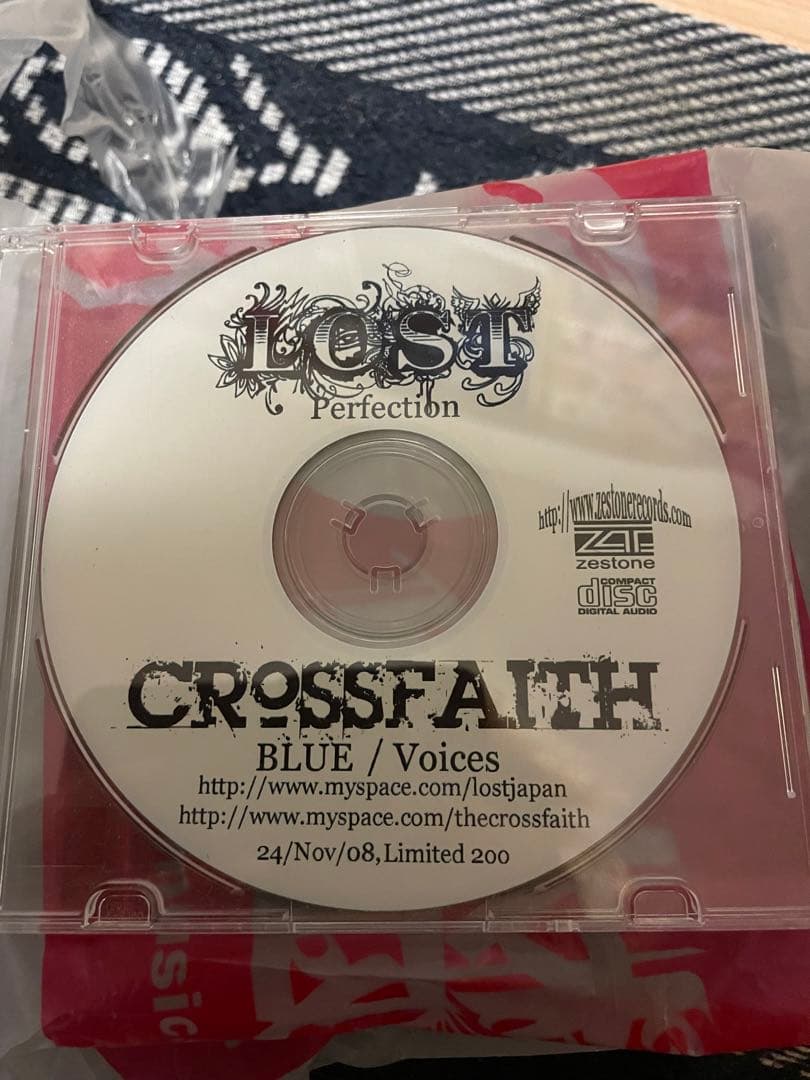 LOST
Perfection
http://www.zestonerecords.com
zestone
COMPACT
disc
DIGITAL AUDIO
CROSSFAITH
BLUE / Voices
http://www.myspace.com/lostjapan
http://www.myspace.com/thecrossfaith
24/Nov/08,Limited 200
music